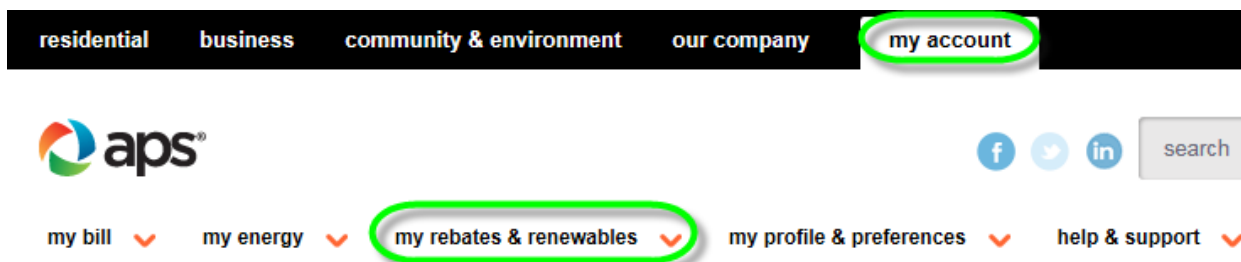 residential business community & environment our company my account
aps®
f in search
my bill my energy my rebates & renewables my profile & preferences help & support